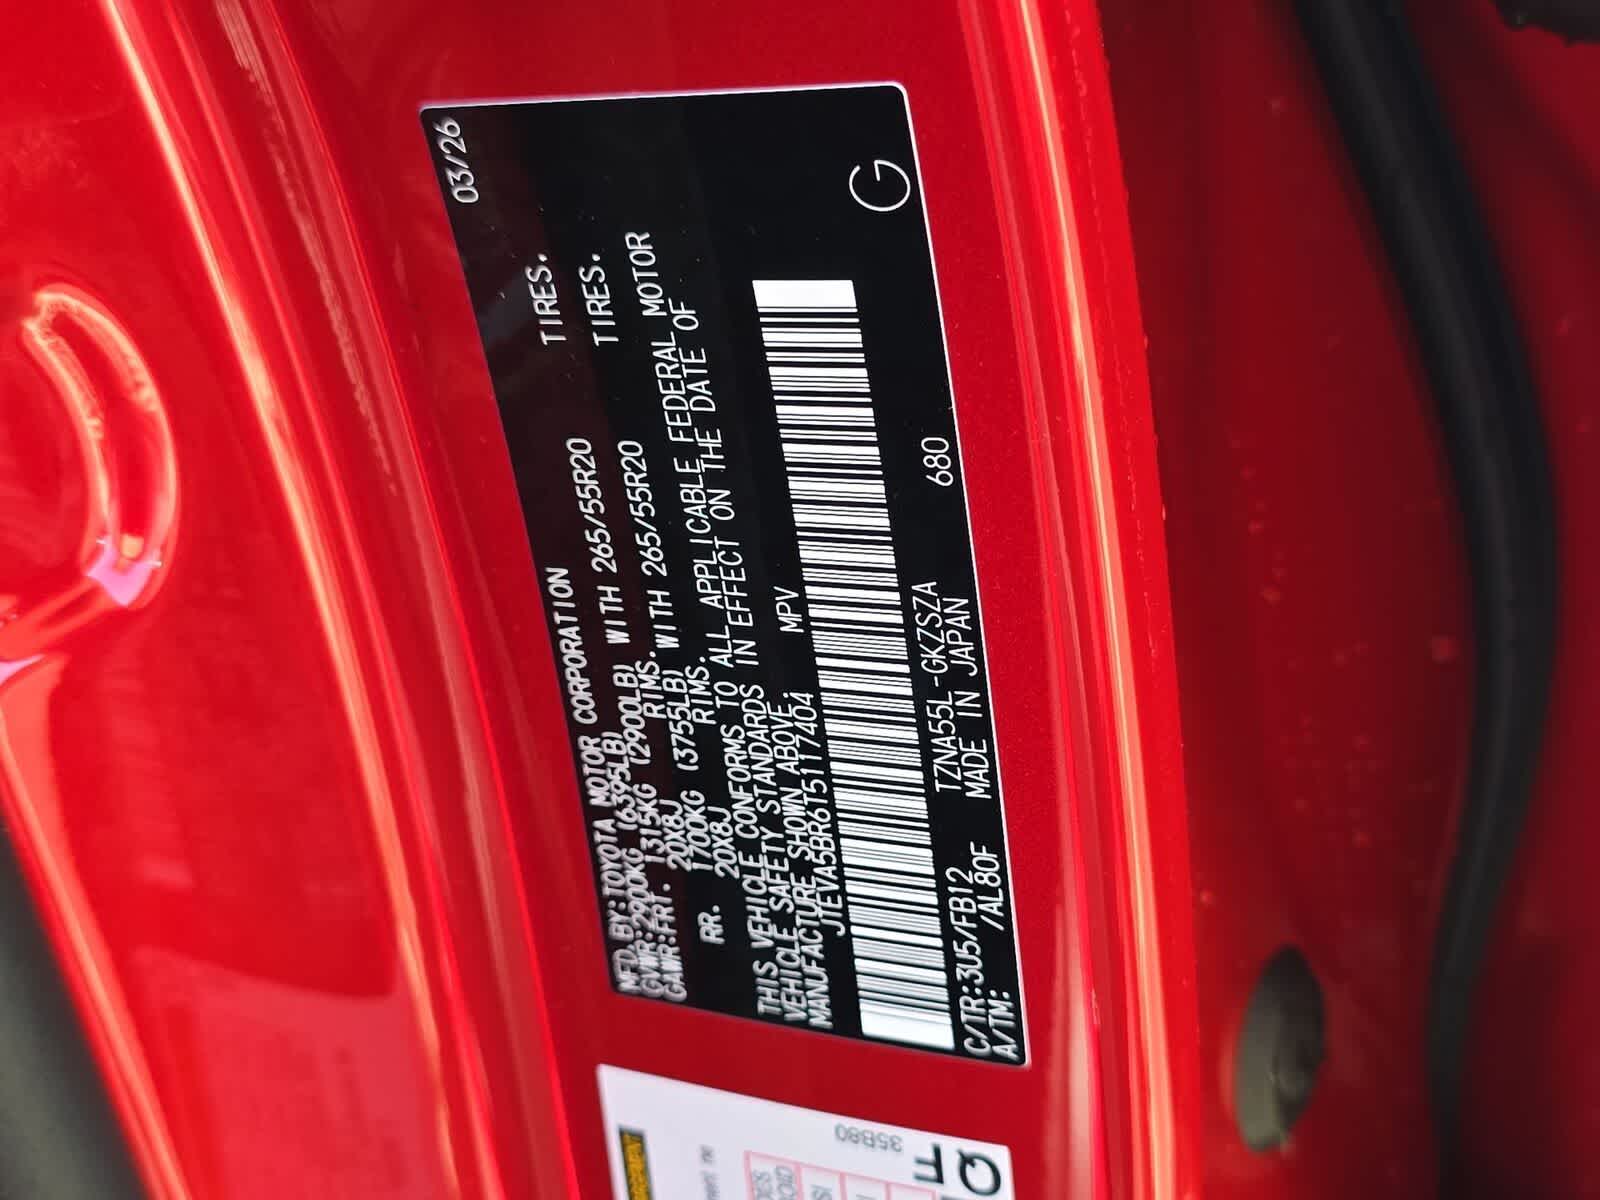 03/26
MFD.BY:TOYOTA MOTOR CORPORATION
GVWR:2900KG (6395LB)
GAWR:FRT. 1315KG (2900LB) WITH 265/55R20 TIRES.
20X8J RIMS.
RR. 1700KG (3755LB) WITH 265/55R20 TIRES.
20X8J RIMS.
THIS VEHICLE CONFORMS TO ALL APPLICABLE FEDERAL MOTOR
VEHICLE SAFETY STANDARDS IN EFFECT ON THE DATE OF
MANUFACTURE SHOWN ABOVE.
JTEVA5BR6T5117404 MPV
G
C/TR:3U5/FB12 TZNA55L-GKZSZA 680
A/TM: /AL80F MADE IN JAPAN
35B80
QF